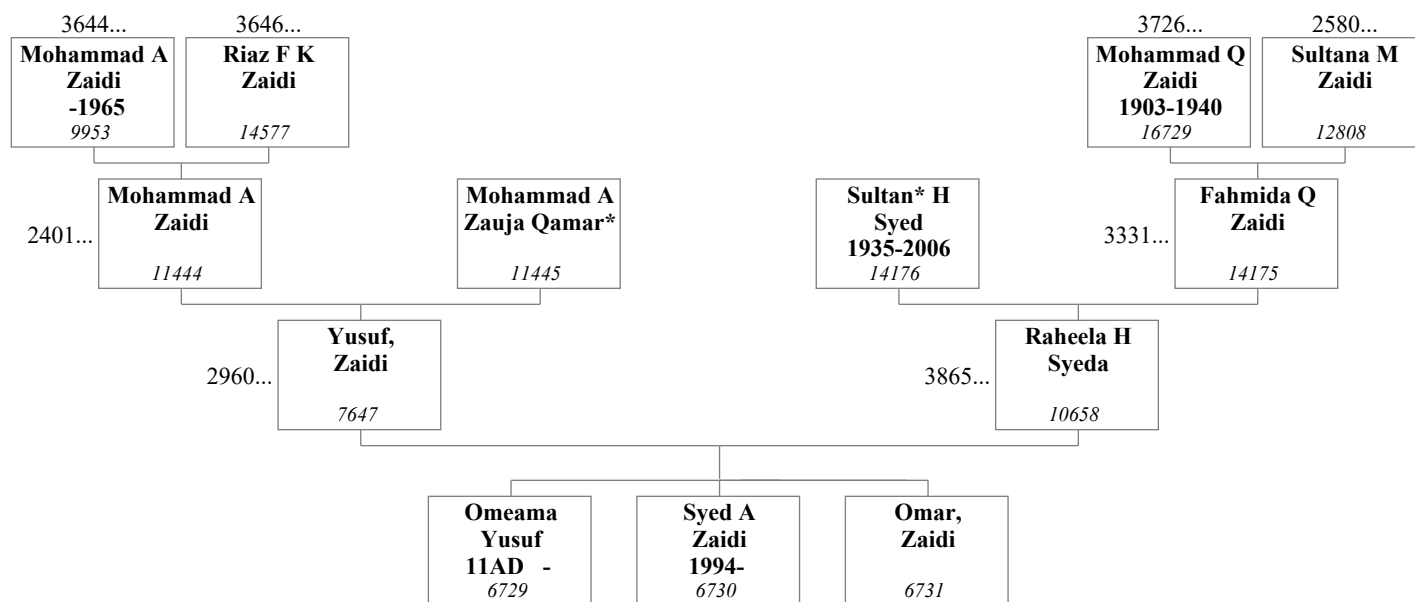 3644...
3646...
3726...
2580...
Mohammad A
Zaidi
-1965
9953
Riaz F K
Zaidi
14577
Mohammad Q
Zaidi
1903-1940
16729
Sultana M
Zaidi
12808
2401...
Mohammad A
Zaidi
11444
Mohammad A
Zauja Qamar*
11445
Sultan* H
Syed
1935-2006
14176
3331...
Fahmida Q
Zaidi
14175
2960...
Yusuf,
Zaidi
7647
3865...
Raheela H
Syeda
10658
Omeama
Yusuf
11AD -
6729
Syed A
Zaidi
1994-
6730
Omar,
Zaidi
6731